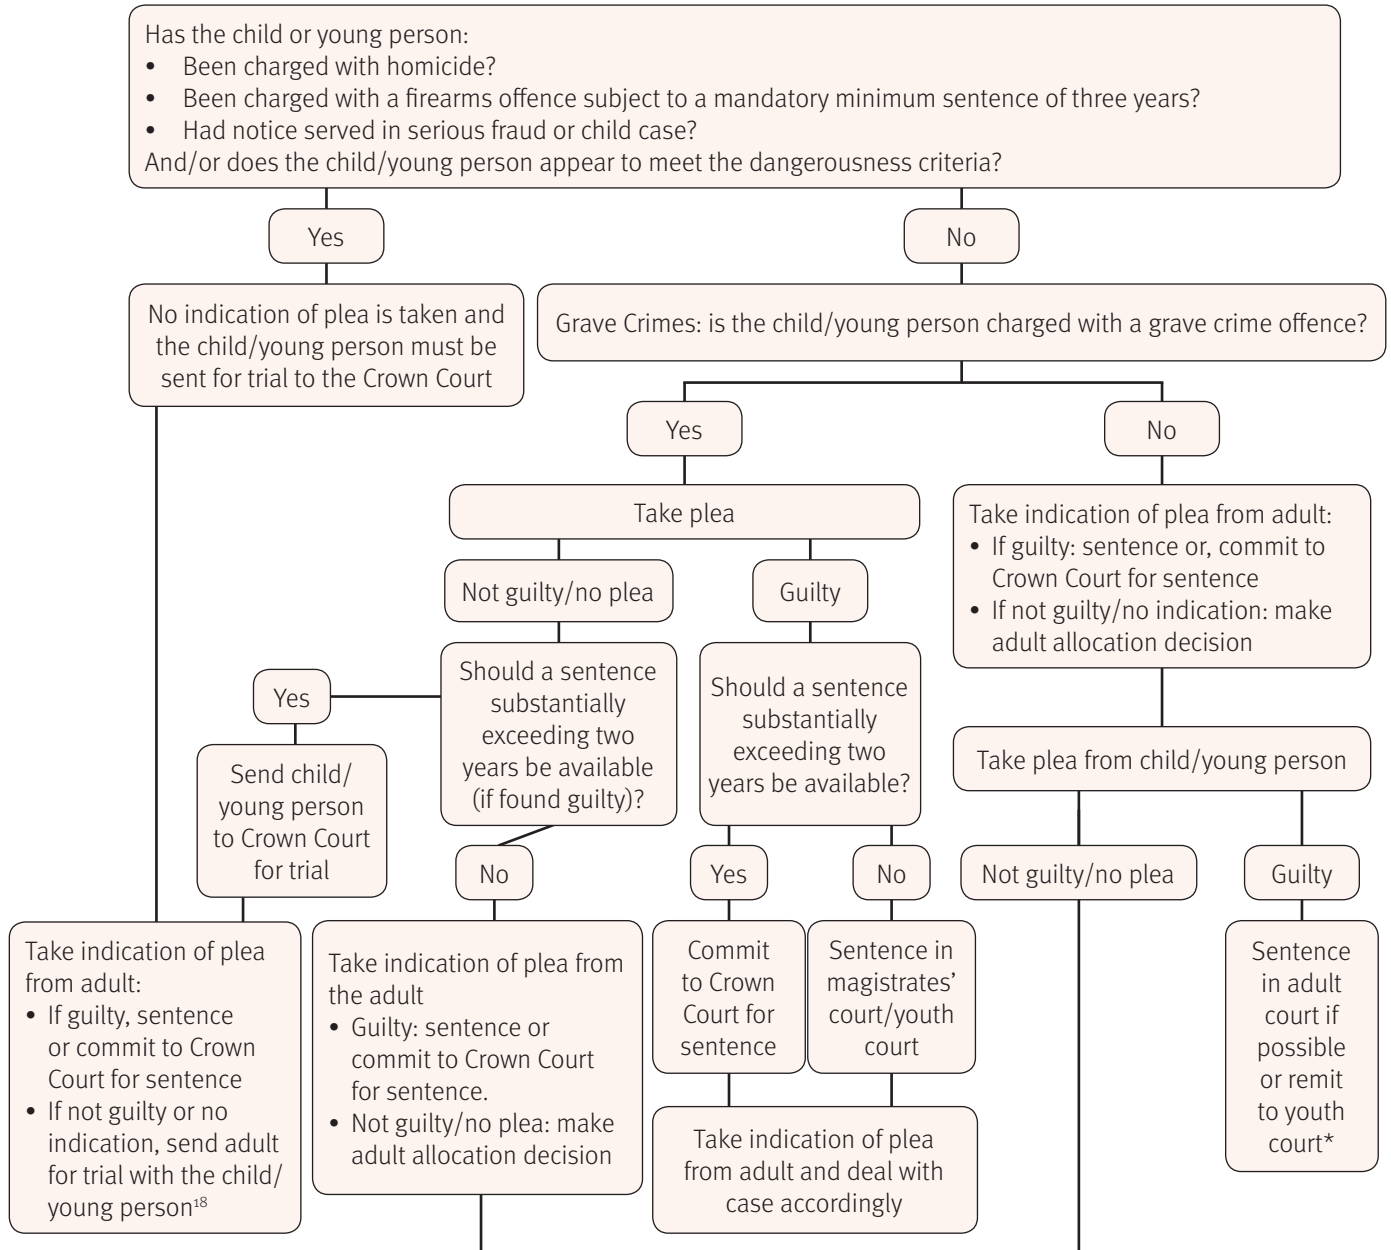 Has the child or young person:
• Been charged with homicide?
• Been charged with a firearms offence subject to a mandatory minimum sentence of three years?
• Had notice served in serious fraud or child case?
And/or does the child/young person appear to meet the dangerousness criteria?
Yes
No
No indication of plea is taken and
the child/young person must be
sent for trial to the Crown Court
Grave Crimes: is the child/young person charged with a grave crime offence?
Yes
No
Take plea
Take indication of plea from adult:
• If guilty: sentence or, commit to
Crown Court for sentence
• If not guilty/no indication: make
adult allocation decision
Not guilty/no plea
Guilty
Should a sentence
substantially
exceeding two
years be available
(if found guilty)?
Should a sentence
substantially
exceeding two
years be available?
Yes
Send child/
young person
to Crown Court
for trial
Take plea from child/young person
No
Yes
No
Not guilty/no plea
Guilty
Take indication of plea
from adult:
• If guilty, sentence
or commit to Crown
Court for sentence
• If not guilty or no
indication, send adult
for trial with the child/
young person¹⁸
Take indication of plea from
the adult
• Guilty: sentence or
commit to Crown Court
for sentence.
• Not guilty/no plea: make
adult allocation decision
Commit
to Crown
Court for
sentence
Sentence in
magistrates’
court/youth
court
Take indication of plea
from adult and deal with
case accordingly
Sentence
in adult
court if
possible
or remit
to youth
court*